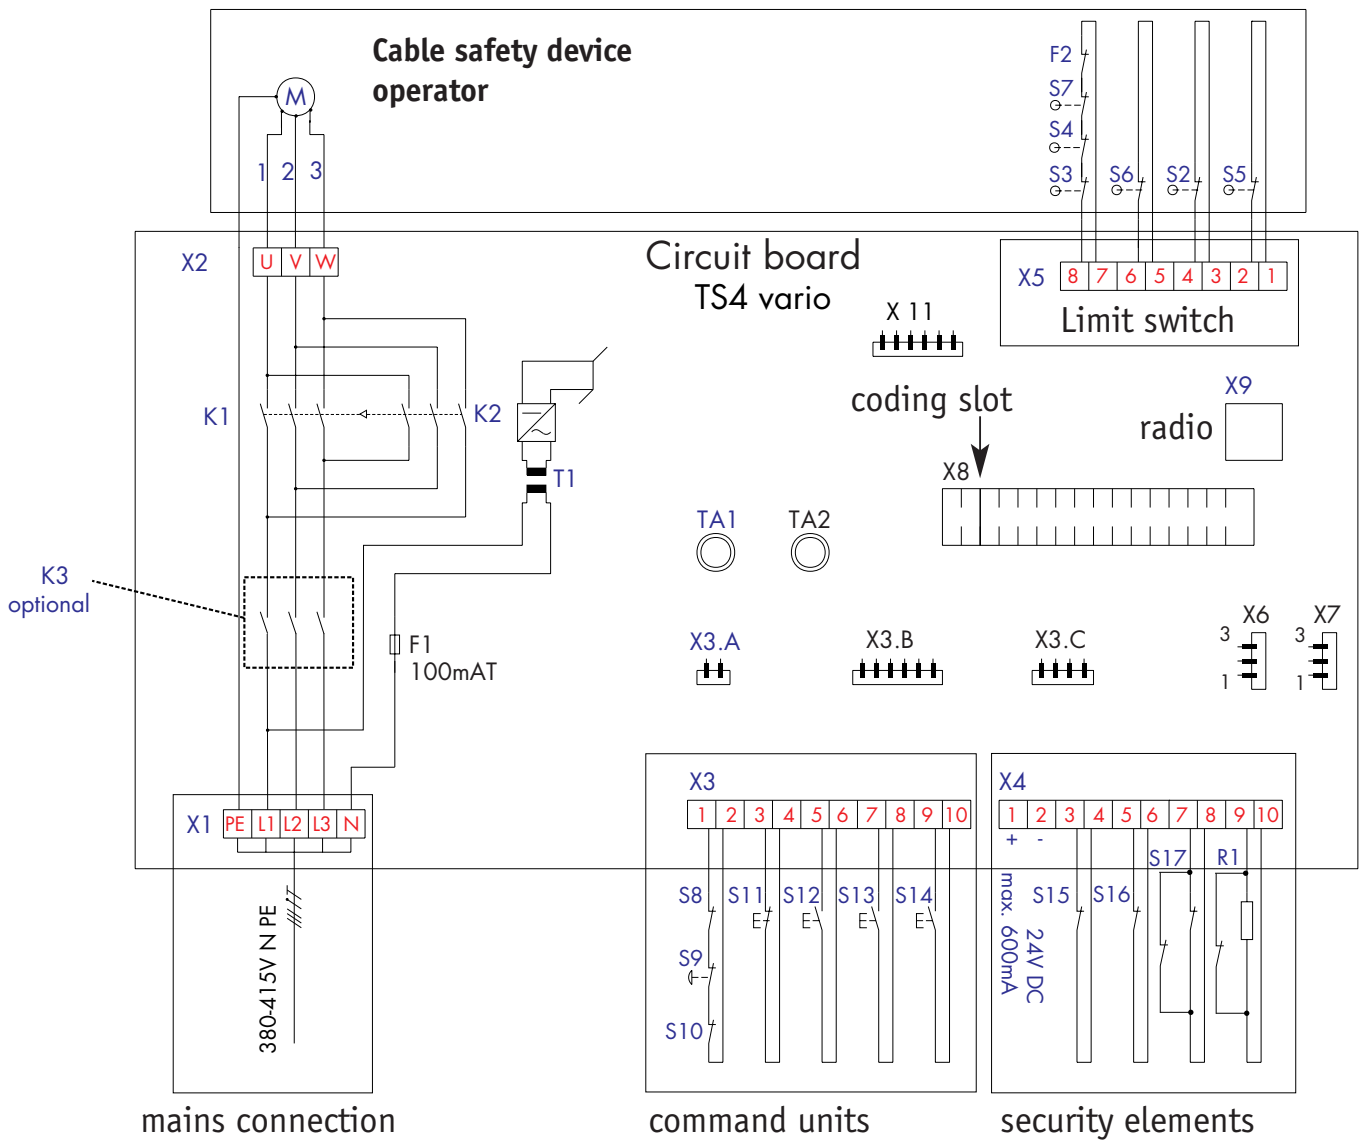 Cable safety device
operator
M
1 2 3
F2
S7
S4
S3 S6 S2 S5
X2 U V W
Circuit board
TS4 vario
X5 8 7 6 5 4 3 2 1
Limit switch
X 11
K1 K2
coding slot
X9
radio
T1
X8
TA1 TA2
K3
optional
F1
100mAT
X3.A X3.B X3.C
X6 X7
3 3
1 1
X1 PE L1 L2 L3 N
380-415V N PE
mains connection
X3
1 2 3 4 5 6 7 8 9 10
S8 S11 S12 S13 S14
S9
S10
command units
X4
1 2 3 4 5 6 7 8 9 10
+ -
S17 R1
S15 S16
24V DC
max. 600mA
security elements